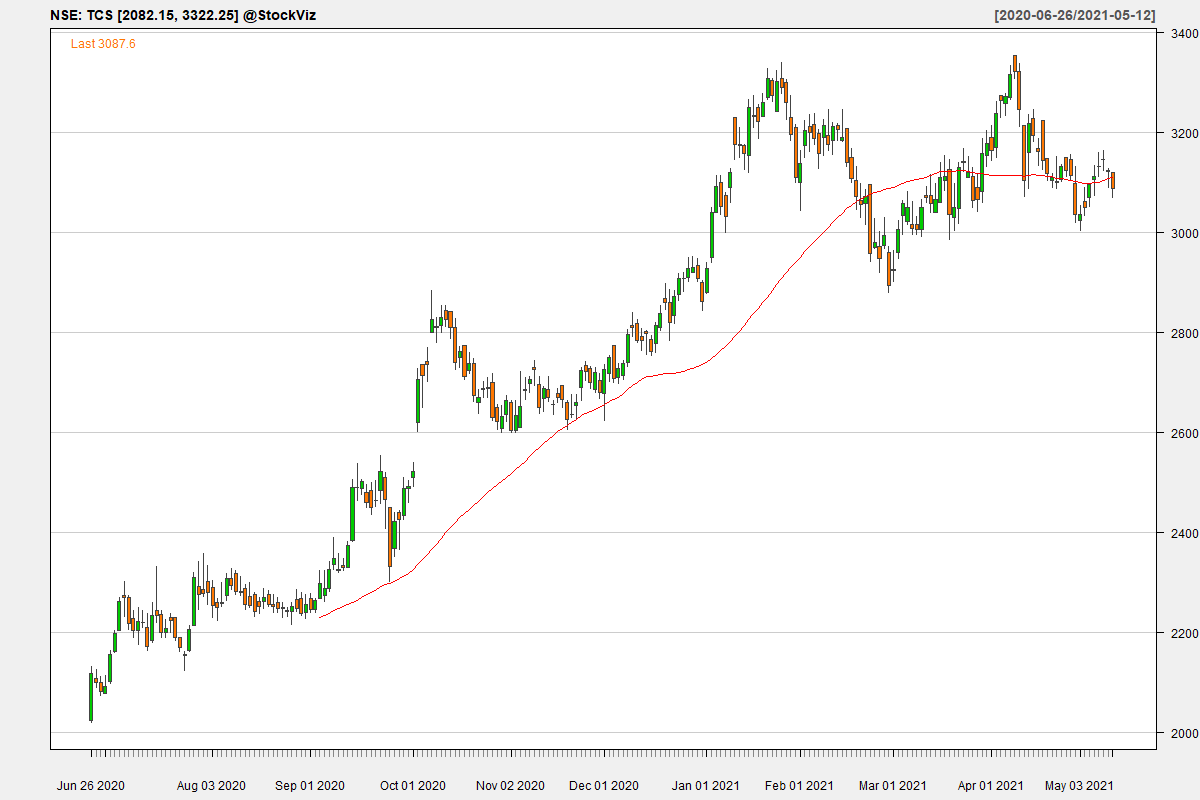 NSE: TCS [2082.15, 3322.25] @StockViz [2020-06-26/2021-05-12]
Last 3087.6
3400
3200
3000
2800
2600
2400
2200
2000
Jun 26 2020 Aug 03 2020 Sep 01 2020 Oct 01 2020 Nov 02 2020 Dec 01 2020 Jan 01 2021 Feb 01 2021 Mar 01 2021 Apr 01 2021 May 03 2021